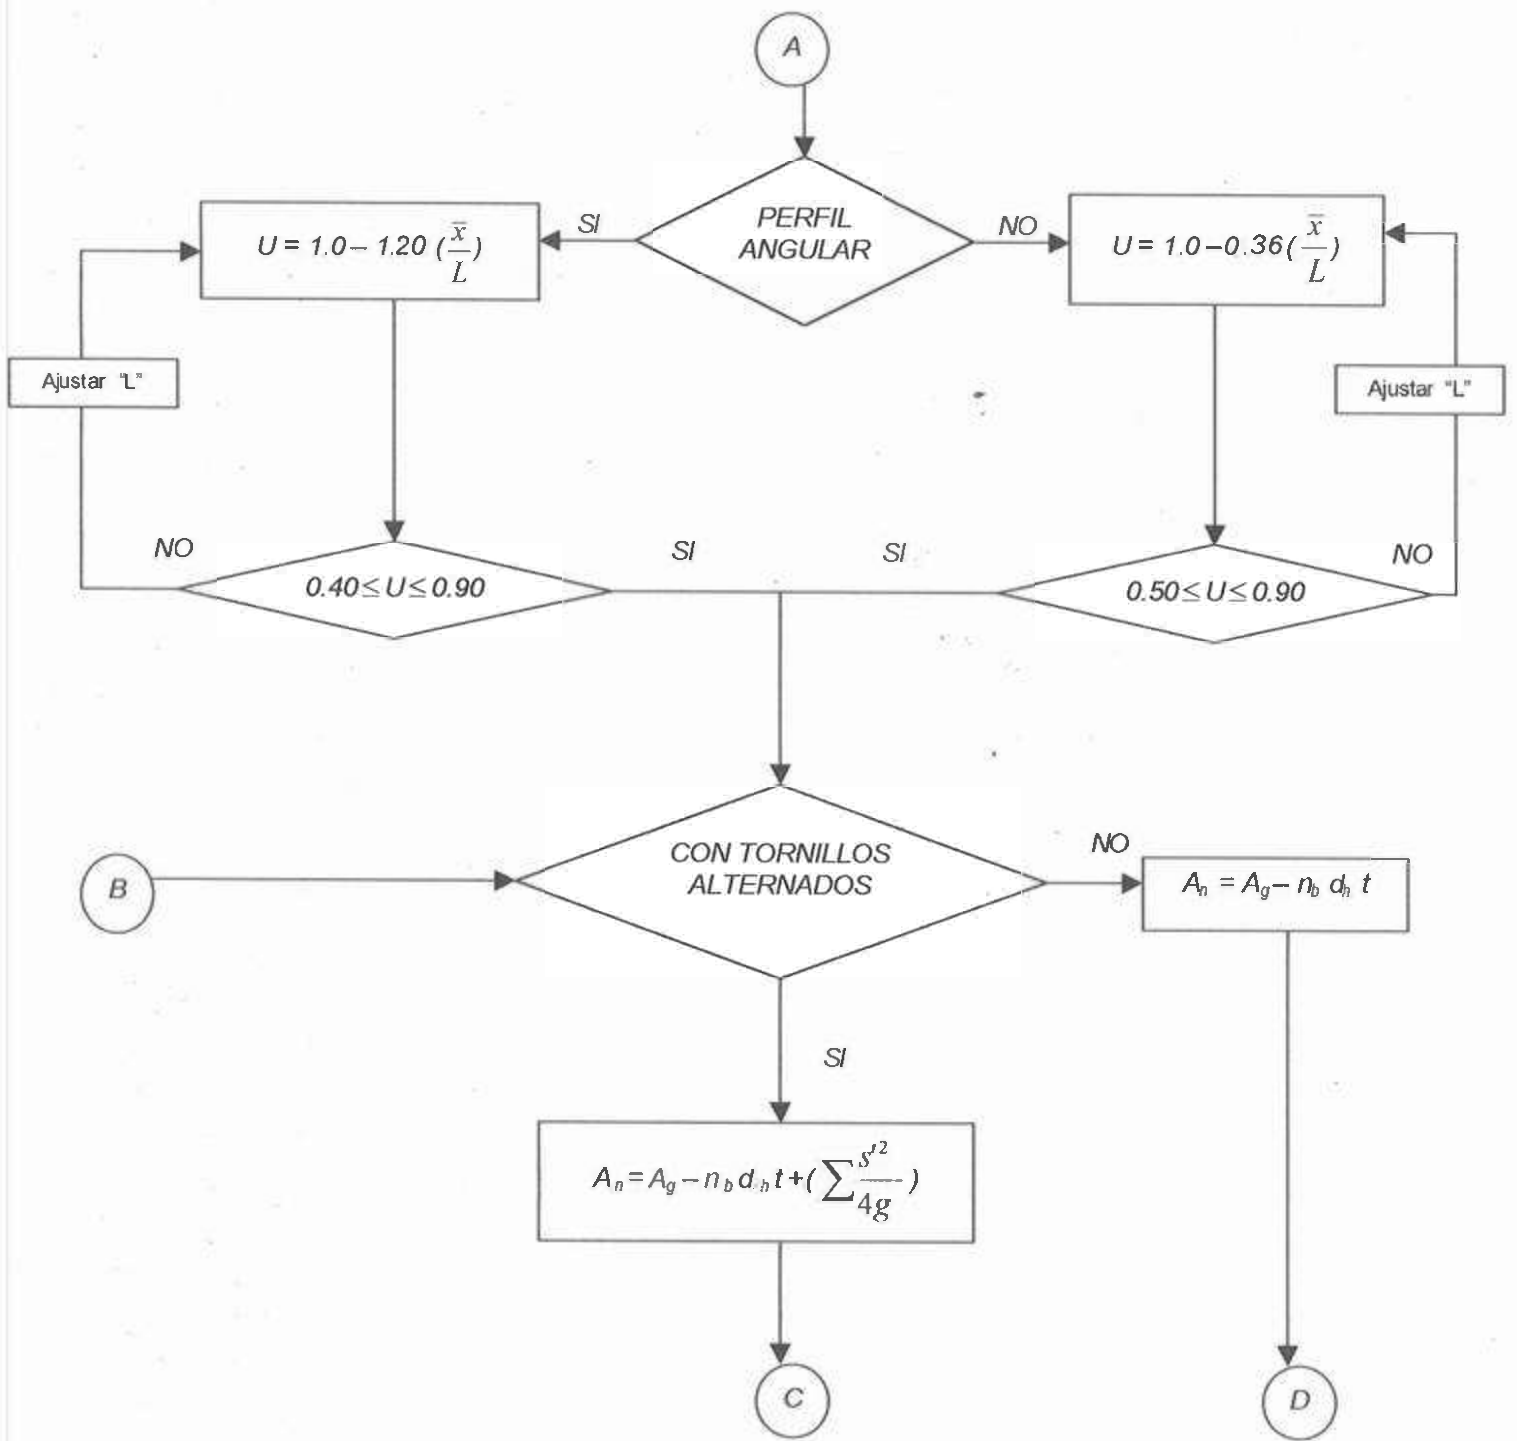 A
PERFIL
ANGULAR
SI
NO
U = 1.0 – 1.20 (x̄/L)
U = 1.0 – 0.36 (x̄/L)
Ajustar "L"
Ajustar "L"
NO
SI
SI
NO
0.40 ≤ U ≤ 0.90
0.50 ≤ U ≤ 0.90
CON TORNILLOS
ALTERNADOS
NO
B
Aₙ = A_g – n_b d_h t
SI
Aₙ = A_g – n_b d_h t + (∑ s'²/4g)
C
D